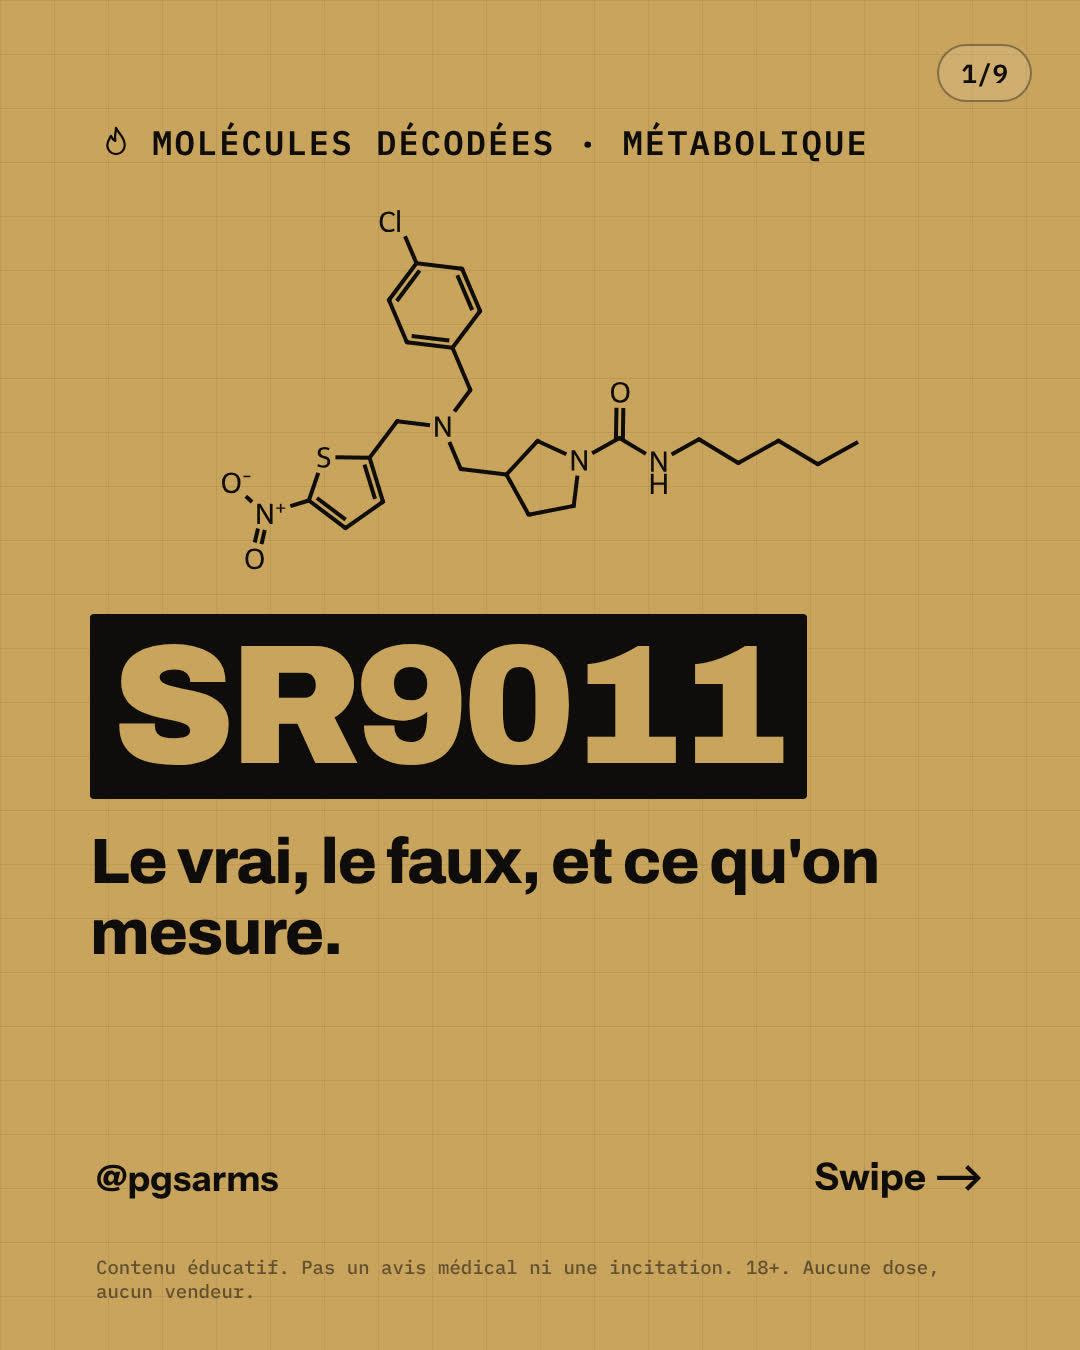 1/9
MOLÉCULES DÉCODÉES · MÉTABOLIQUE
Cl
O
N
S
N
N
H
O⁻
N⁺
O
SR9011
Le vrai, le faux, et ce qu'on
mesure.
@pgsarms
Swipe →
Contenu éducatif. Pas un avis médical ni une incitation. 18+. Aucune dose,
aucun vendeur.